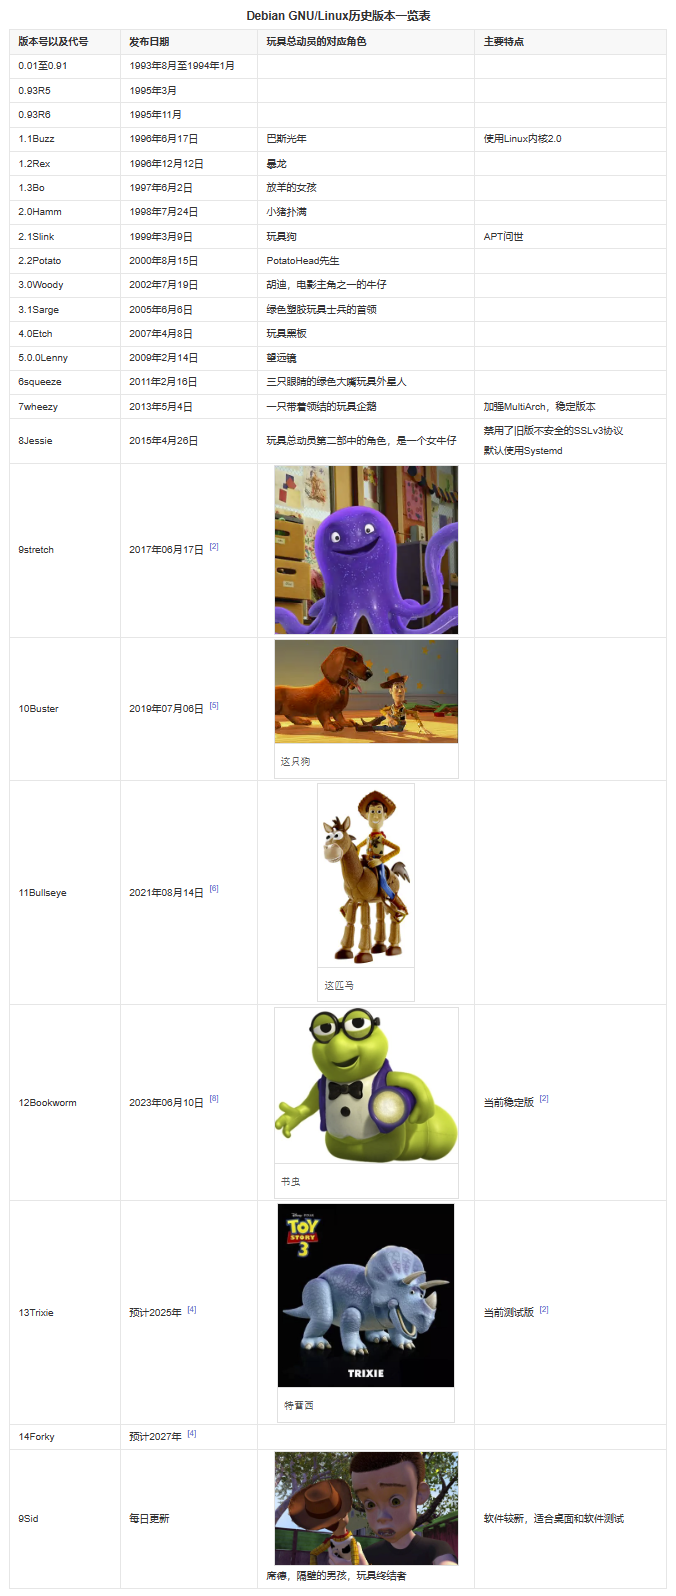 Debian GNU/Linux历史版本一览表
版本号以及代号 发布日期 玩具总动员的对应角色 主要特点
0.01至0.91 1993年8月至1994年1月
0.93R5 1995年3月
0.93R6 1995年11月
1.1Buzz 1996年6月17日 巴斯光年 使用Linux内核2.0
1.2Rex 1996年12月12日 暴龙
1.3Bo 1997年6月2日 放羊的女孩
2.0Hamm 1998年7月24日 小猪扑满
2.1Slink 1999年3月9日 玩具狗 APT问世
2.2Potato 2000年8月15日 PotatoHead先生
3.0Woody 2002年7月19日 胡迪，电影主角之一的牛仔
3.1Sarge 2005年6月6日 绿色塑胶玩具士兵的首领
4.0Etch 2007年4月8日 玩具黑板
5.0.0Lenny 2009年2月14日 望远镜
6squeeze 2011年2月16日 三只眼睛的绿色大嘴玩具外星人
7wheezy 2013年5月4日 一只带着领结的玩具企鹅 加强MultiArch，稳定版本
8Jessie 2015年4月26日 玩具总动员第二部中的角色，是一个女牛仔 禁用了旧版不安全的SSLv3协议
默认使用Systemd
9stretch 2017年06月17日 [2]
10Buster 2019年07月06日 [5]
这只狗
11Bullseye 2021年08月14日 [6]
这匹马
12Bookworm 2023年06月10日 [8] 当前稳定版 [2]
书虫
DISNEY · PIXAR
TOY
STORY
3
13Trixie 预计2025年 [4] 当前测试版 [2]
TRIXIE
特蕾西
14Forky 预计2027年 [4]
9Sid 每日更新 软件较新，适合桌面和软件测试
席德，隔壁的男孩，玩具终结者